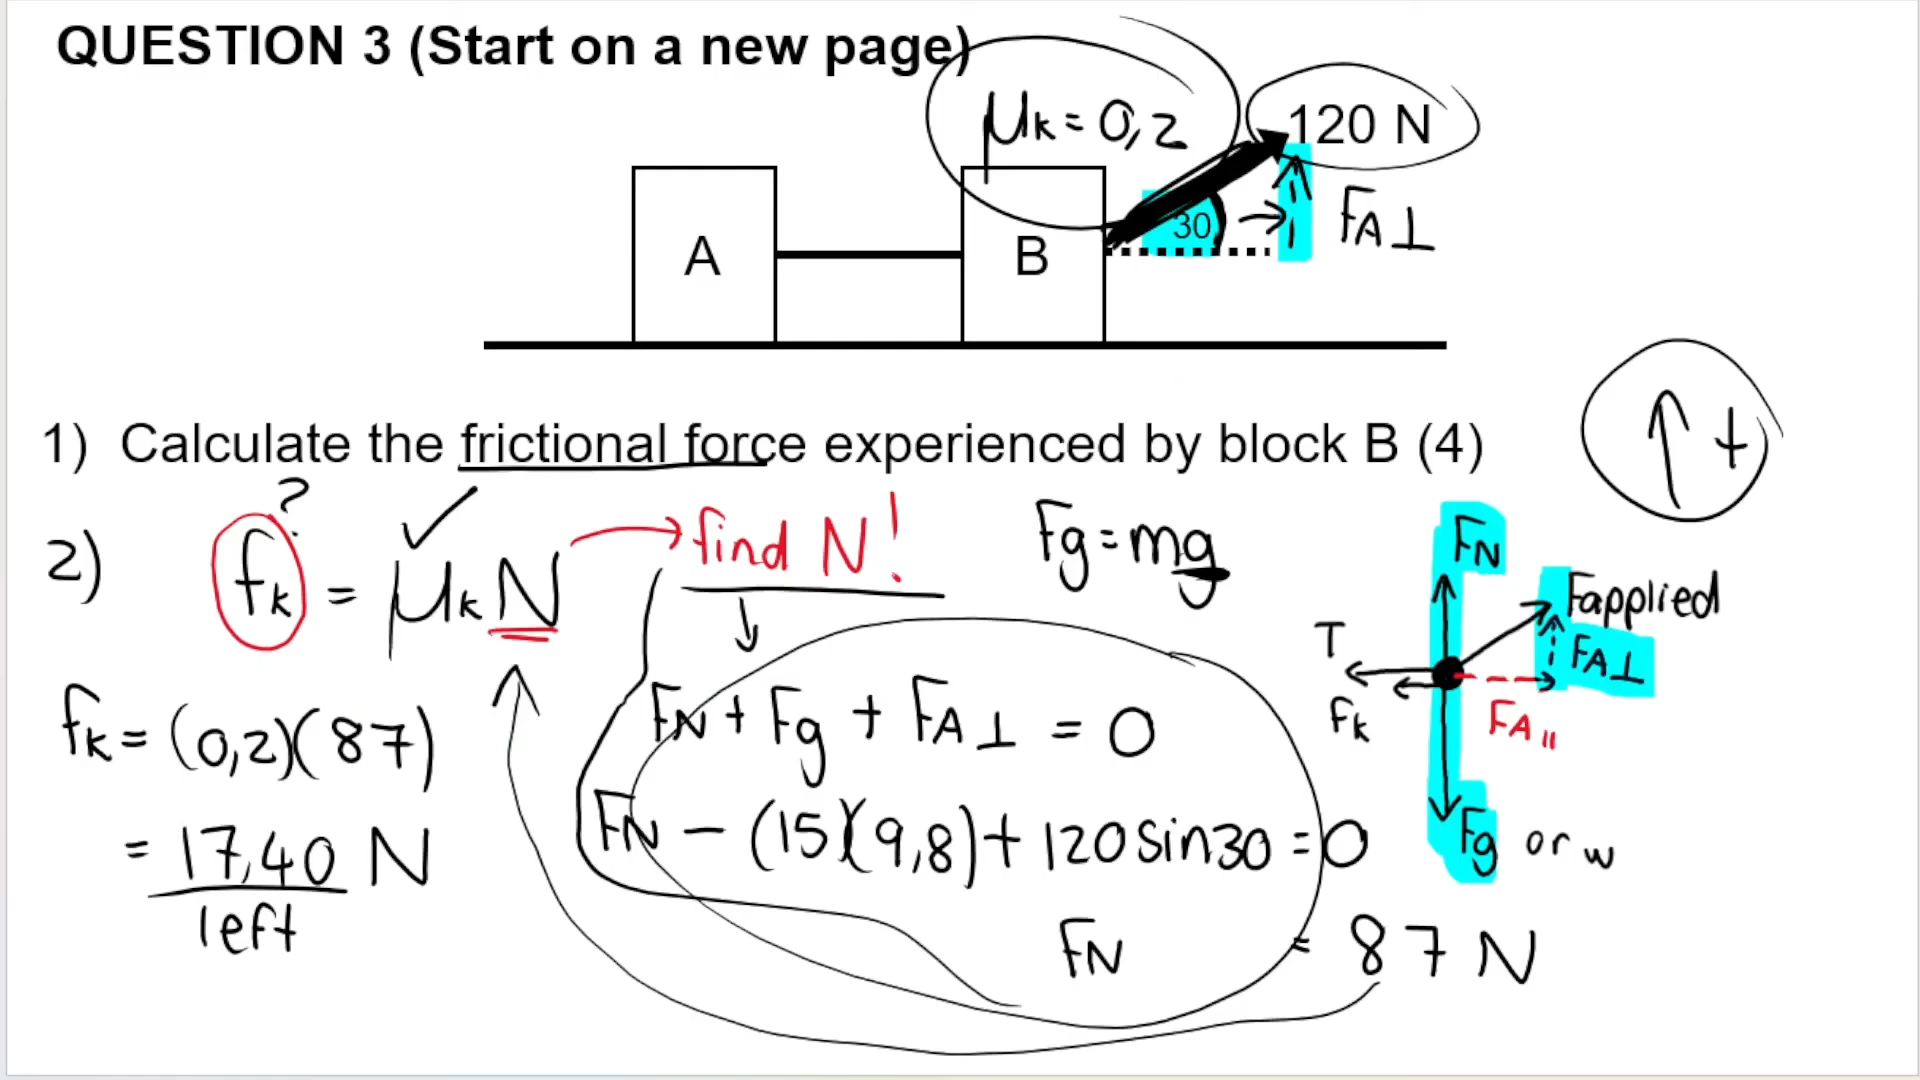 QUESTION 3 (Start on a new page)
μk = 0,2
120 N
A
B
30
FA⊥
1) Calculate the frictional force experienced by block B (4)
↑ +
?
2) fk = μk N → find N!
Fg = mg
FN
Fapplied
T
FA⊥
fk
FA||
Fg or w
FN + Fg + FA⊥ = 0
fk = (0,2)(87)
FN – (15)(9,8) + 120 sin30 = 0
= 17,40 N
left
FN = 87 N